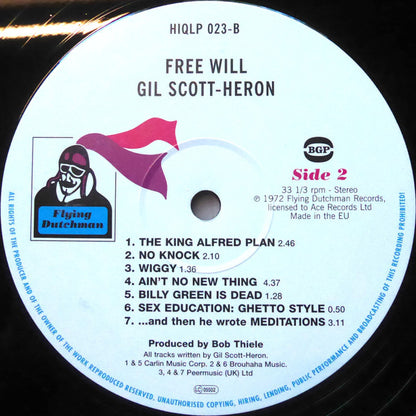 HIQLP 023-B
FREE WILL
GIL SCOTT-HERON
BGP
Side 2
33 1/3 rpm - Stereo
℗ 1972 Flying Dutchman Records,
licensed to Ace Records Ltd
Made in the EU
Flying
Dutchman
1. THE KING ALFRED PLAN 2.46
2. NO KNOCK 2.10
3. WIGGY 1.36
4. AIN'T NO NEW THING 4.37
5. BILLY GREEN IS DEAD 1.28
6. SEX EDUCATION: GHETTO STYLE 0.50
7. ...and then he wrote MEDITATIONS 3.11
Produced by Bob Thiele
All tracks written by Gil Scott-Heron.
1 & 5 Carlin Music Corp. 2 & 6 Brouhaha Music.
3, 4 & 7 Peermusic (UK) Ltd
LC 05502
ALL RIGHTS OF THE PRODUCER AND OF THE OWNER OF THE WORK REPRODUCED RESERVED. UNAUTHORISED COPYING, HIRING, LENDING, PUBLIC PERFORMANCE AND BROADCASTING OF THIS RECORD PROHIBITED!